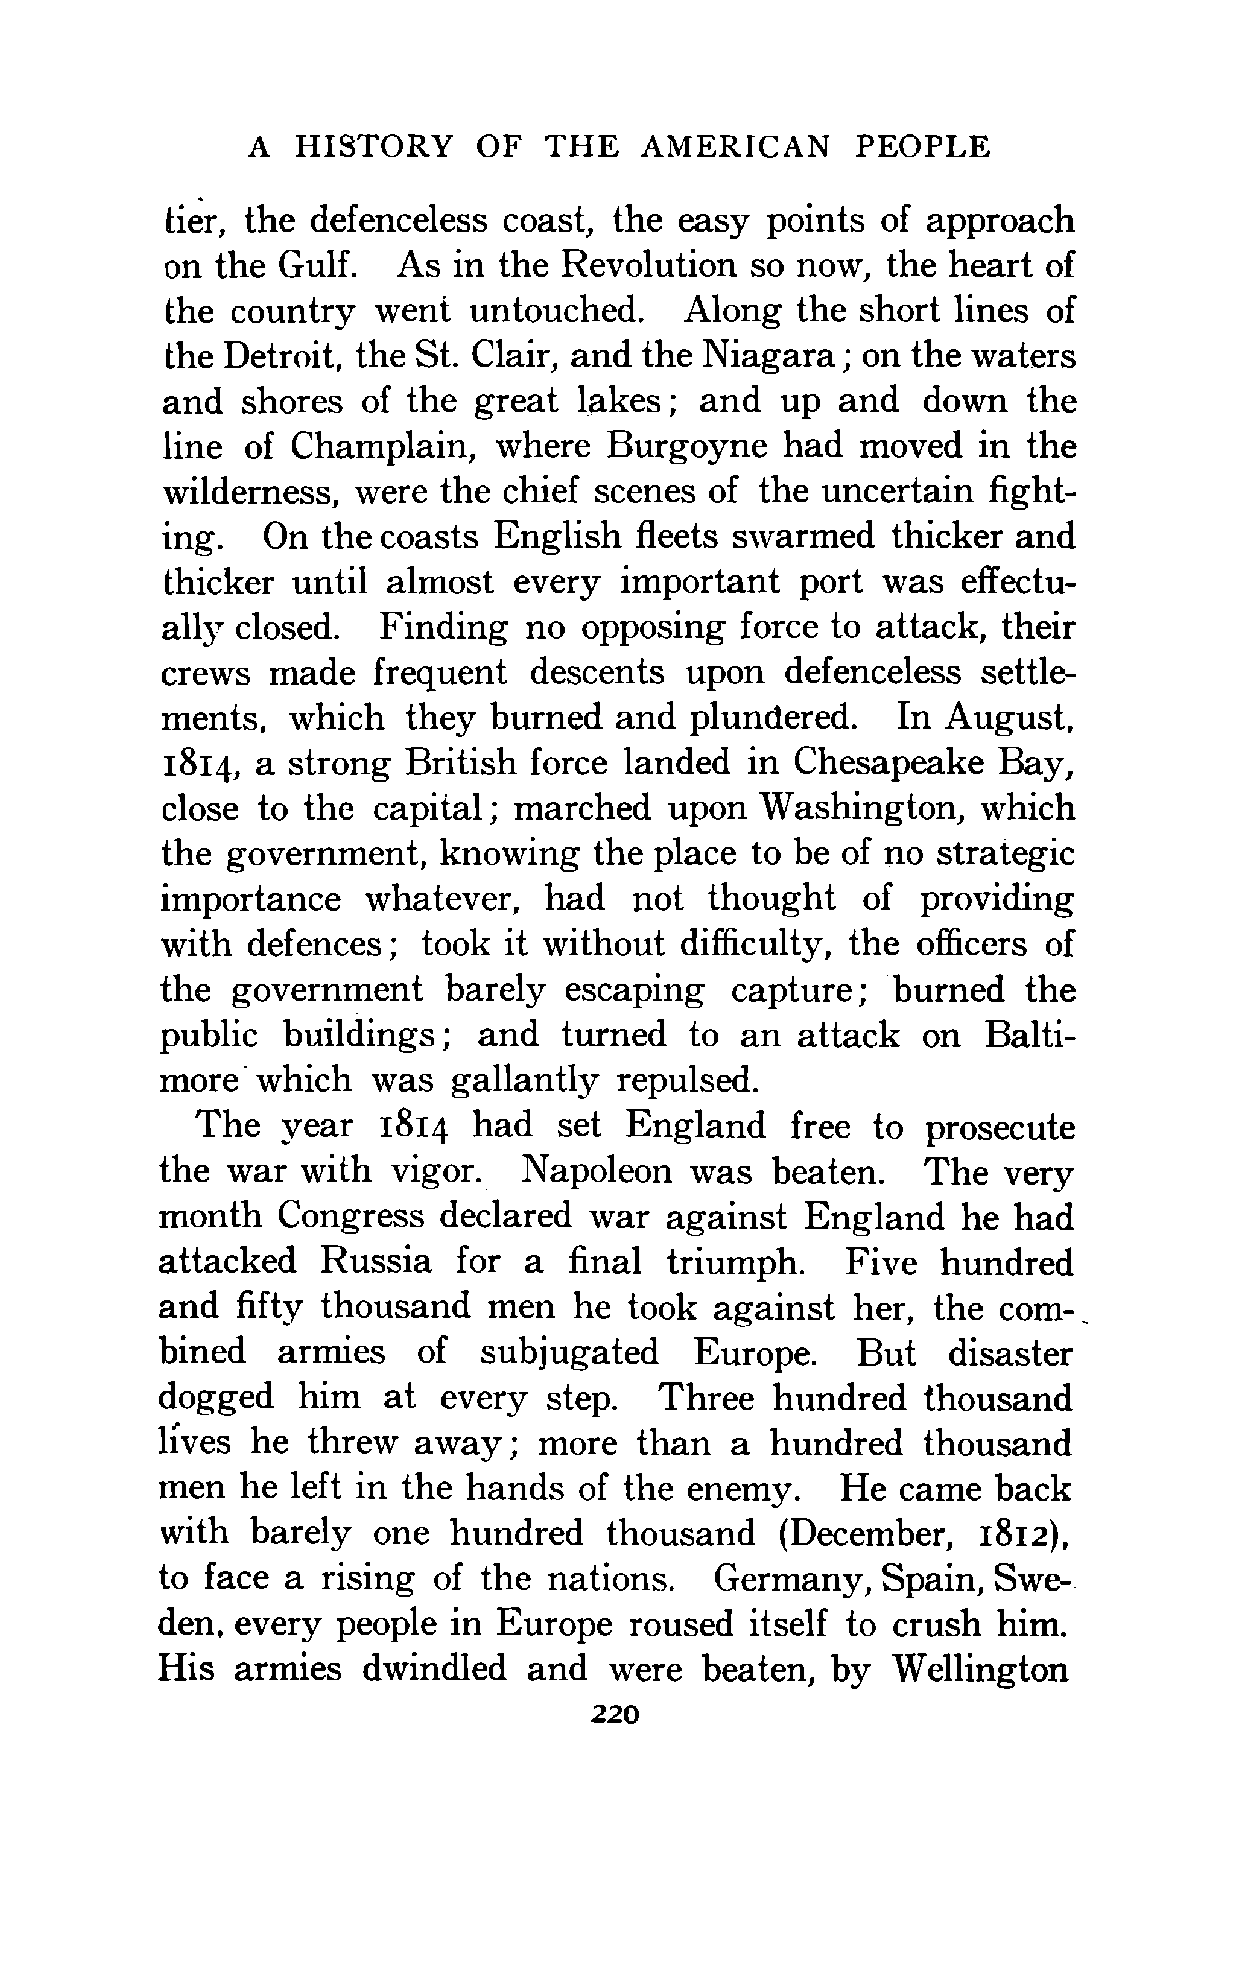 A HISTORY OF THE AMERICAN PEOPLE
tier, the defenceless coast, the easy points of approach
on the Gulf. As in the Revolution so now, the heart of
the country went untouched. Along the short lines of
the Detroit, the St. Clair, and the Niagara; on the waters
and shores of the great lakes; and up and down the
line of Champlain, where Burgoyne had moved in the
wilderness, were the chief scenes of the uncertain fight-
ing. On the coasts English fleets swarmed thicker and
thicker until almost every important port was effectu-
ally closed. Finding no opposing force to attack, their
crews made frequent descents upon defenceless settle-
ments, which they burned and plundered. In August,
1814, a strong British force landed in Chesapeake Bay,
close to the capital; marched upon Washington, which
the government, knowing the place to be of no strategic
importance whatever, had not thought of providing
with defences; took it without difficulty, the officers of
the government barely escaping capture; burned the
public buildings; and turned to an attack on Balti-
more which was gallantly repulsed.
The year 1814 had set England free to prosecute
the war with vigor. Napoleon was beaten. The very
month Congress declared war against England he had
attacked Russia for a final triumph. Five hundred
and fifty thousand men he took against her, the com-
bined armies of subjugated Europe. But disaster
dogged him at every step. Three hundred thousand
lives he threw away; more than a hundred thousand
men he left in the hands of the enemy. He came back
with barely one hundred thousand (December, 1812),
to face a rising of the nations. Germany, Spain, Swe-
den, every people in Europe roused itself to crush him.
His armies dwindled and were beaten, by Wellington
220